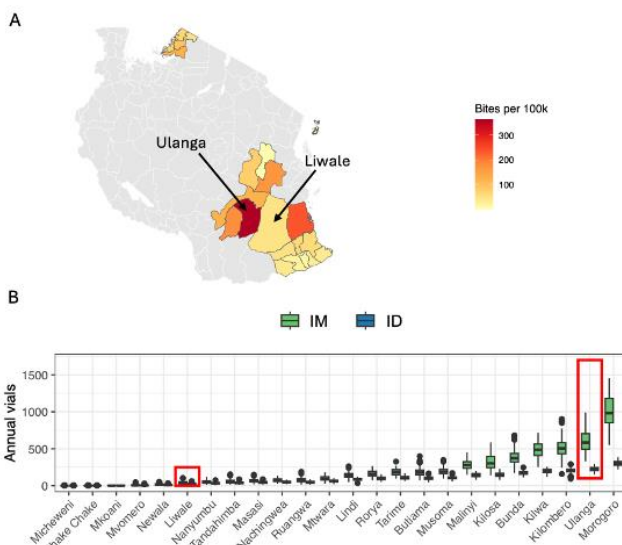 A
Bites per 100k
300
200
100
Ulanga
Liwale
B
IM
ID
Annual vials
1500
1000
500
0
Micheweni
hake Chake
Mkoani
Mvomero
Newala
Liwale
Nanyumbu
Tandahimba
Masasi
Nachingwea
Ruangwa
Mtwara
Lindi
Rorya
Tarime
Butiama
Musoma
Malinyi
Kilosa
Bunda
Kilwa
Kilombero
Ulanga
Morogoro